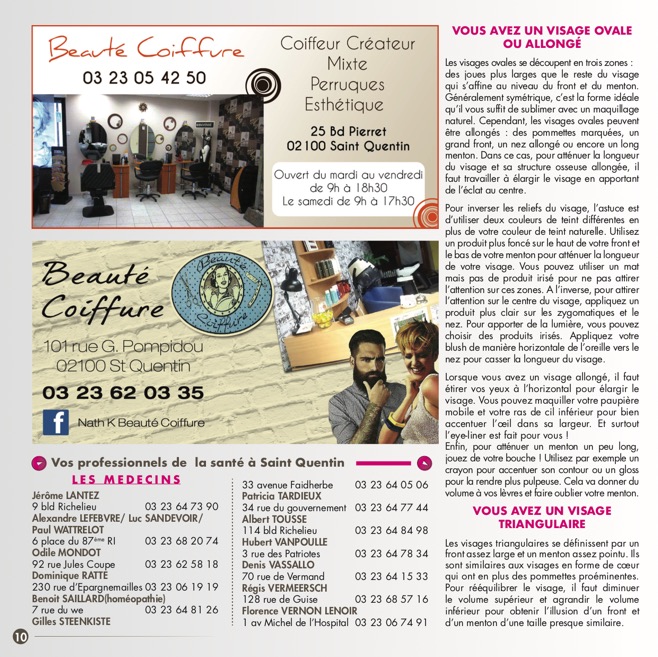 Beauté Coiffure
03 23 05 42 50
Coiffeur Créateur
Mixte
Perruques
Esthétique
25 Bd Pierret
02100 Saint Quentin
Ouvert du mardi au vendredi
de 9h à 18h30
Le samedi de 9h à 17h30
Beauté
Coiffure
Beauté
Coiffure
101 rue G. Pompidou
02100 St Quentin
03 23 62 03 35
f Nath K Beauté Coiffure
Vos professionnels de la santé à Saint Quentin
LES MEDECINS
Jérôme LANTEZ
9 bld Richelieu 03 23 64 73 90
Alexandre LEFEBVRE/ Luc SANDEVOIR/
Paul WATTRELOT
6 place du 87ème RI 03 23 68 20 74
Odile MONDOT
92 rue Jules Coupe 03 23 62 58 18
Dominique RATTE
230 rue d'Epargnemailles 03 23 06 19 19
Benoit SAILLARD(homéopathie)
7 rue du we 03 23 64 81 26
Gilles STEENKISTE
33 avenue Faidherbe 03 23 64 05 06
Patricia TARDIEUX
34 rue du gouvernement 03 23 64 77 44
Albert TOUSSE
114 bld Richelieu 03 23 64 84 98
Hubert VANPOULLE
3 rue des Patriotes 03 23 64 78 34
Denis VASSALLO
70 rue de Vermand 03 23 64 15 33
Régis VERMEERSCH
128 rue de Guise 03 23 68 57 16
Florence VERNON LENOIR
1 av Michel de l'Hospital 03 23 06 74 91
10
VOUS AVEZ UN VISAGE OVALE
OU ALLONGÉ
Les visages ovales se découpent en trois zones :
des joues plus larges que le reste du visage
qui s'affine au niveau du front et du menton.
Généralement symétrique, c'est la forme idéale
qu'il vous suffit de sublimer avec un maquillage
naturel. Cependant, les visages ovales peuvent
être allongés : des pommettes marquées, un
grand front, un nez allongé ou encore un long
menton. Dans ce cas, pour atténuer la longueur
du visage et sa structure osseuse allongée, il
faut travailler à élargir le visage en apportant
de l'éclat au centre.
Pour inverser les reliefs du visage, l'astuce est
d'utiliser deux couleurs de teint différentes en
plus de votre couleur de teint naturelle. Utilisez
un produit plus foncé sur le haut de votre front et
le bas de votre menton pour atténuer la longueur
de votre visage. Vous pouvez utiliser un mat
mais pas de produit irisé pour ne pas attirer
l'attention sur ces zones. A l'inverse, pour attirer
l'attention sur le centre du visage, appliquez un
produit plus clair sur les zygomatiques et le
nez. Pour apporter de la lumière, vous pouvez
choisir des produits irisés. Appliquez votre
blush de manière horizontale de l'oreille vers le
nez pour casser la longueur du visage.
Lorsque vous avez un visage allongé, il faut
étirer vos yeux à l'horizontal pour élargir le
visage. Vous pouvez maquiller votre paupière
mobile et votre ras de cil inférieur pour bien
accentuer l'œil dans sa largeur. Et surtout
l'eye-liner est fait pour vous !
Enfin, pour atténuer un menton un peu long,
jouez de votre bouche ! Utilisez par exemple un
crayon pour accentuer son contour ou un gloss
pour la rendre plus pulpeuse. Cela va donner du
volume à vos lèvres et faire oublier votre menton.
VOUS AVEZ UN VISAGE
TRIANGULAIRE
Les visages triangulaires se définissent par un
front assez large et un menton assez pointu. Ils
sont similaires aux visages en forme de cœur
qui ont en plus des pommettes proéminentes.
Pour rééquilibrer le visage, il faut diminuer
le volume supérieur et agrandir le volume
inférieur pour obtenir l'illusion d'un front et
d'un menton d'une taille presque similaire.